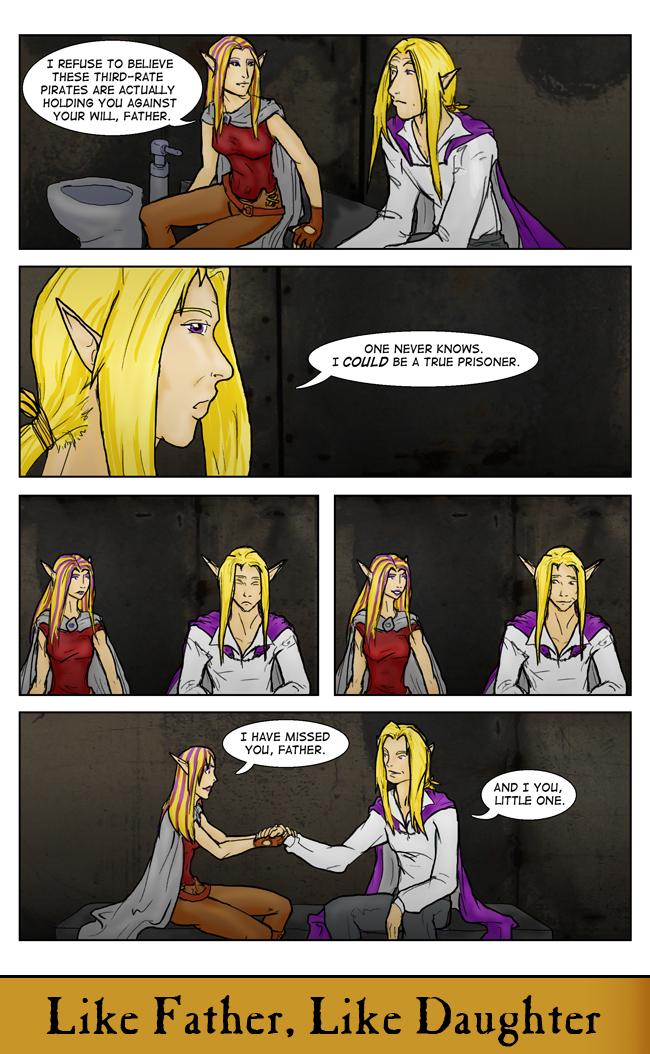 I REFUSE TO BELIEVE
THESE THIRD-RATE
PIRATES ARE ACTUALLY
HOLDING YOU AGAINST
YOUR WILL, FATHER.
ONE NEVER KNOWS.
I COULD BE A TRUE PRISONER.
I HAVE MISSED
YOU, FATHER.
AND I YOU,
LITTLE ONE.
Like Father, Like Daughter